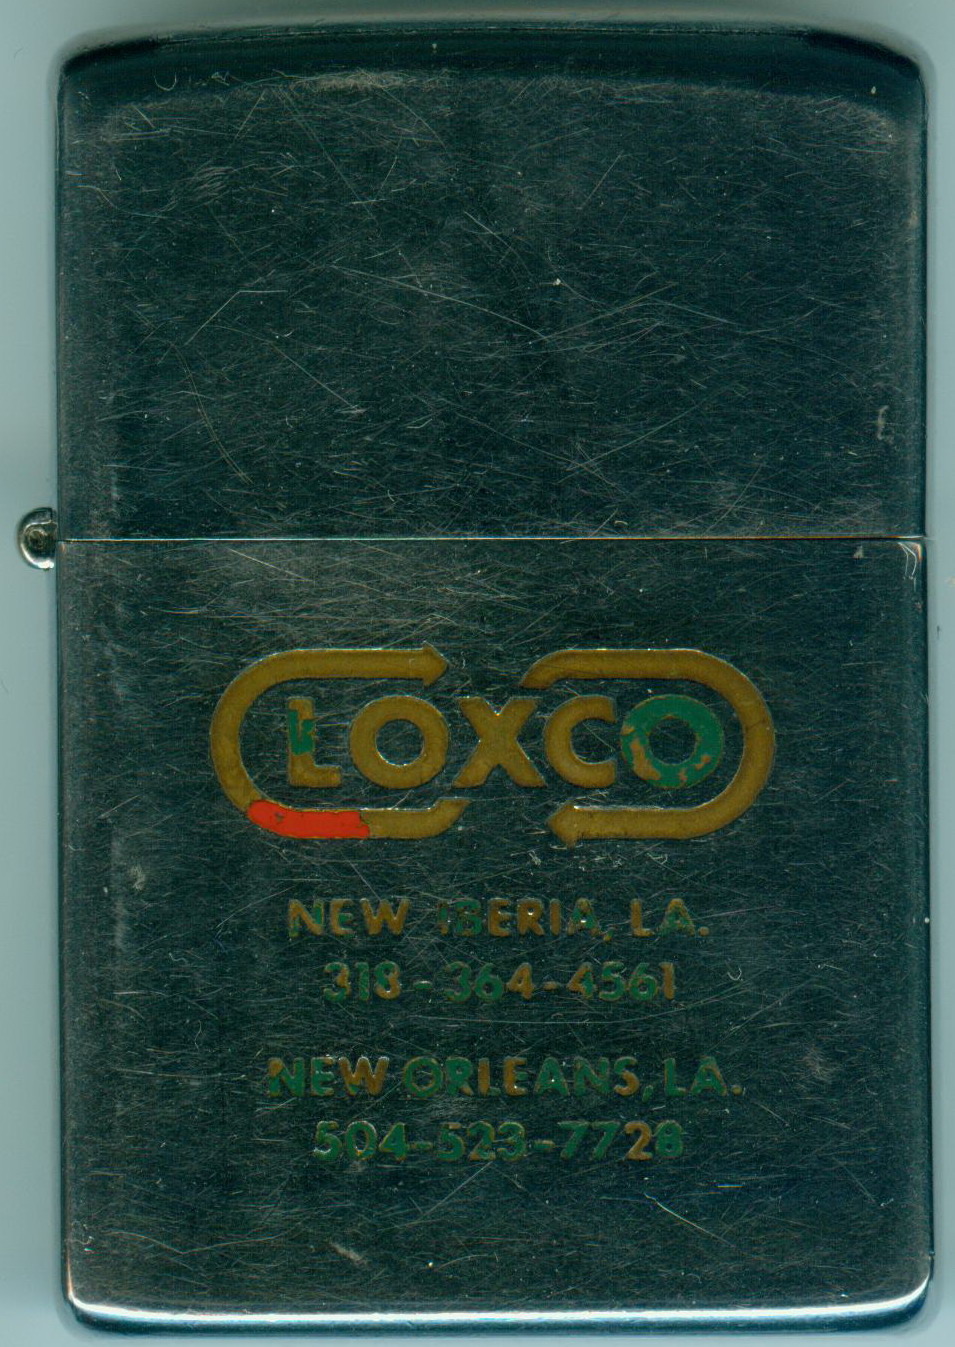 LOXCO
NEW IBERIA, LA.
318-364-4561
NEW ORLEANS, LA.
504-523-7728